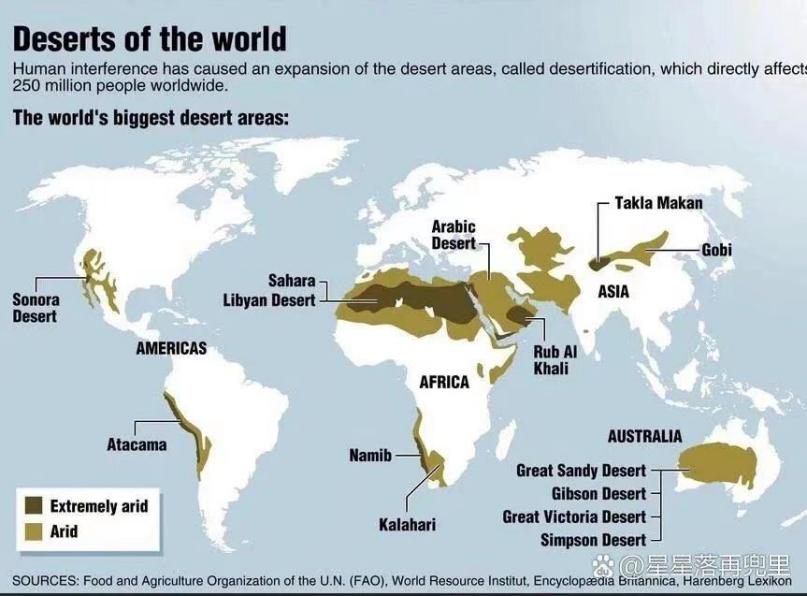 Deserts of the world
Human interference has caused an expansion of the desert areas, called desertification, which directly affects
250 million people worldwide.
The world's biggest desert areas:
Takla Makan
Arabic
Desert
Gobi
Sahara
Libyan Desert
ASIA
Sonora
Desert
AMERICAS
Rub Al
Khali
AFRICA
Atacama
AUSTRALIA
Namib
Great Sandy Desert
Gibson Desert
Great Victoria Desert
Simpson Desert
Kalahari
Extremely arid
Arid
@星星落再兜里
SOURCES: Food and Agriculture Organization of the U.N. (FAO), World Resource Institut, Encyclopædia Britannica, Harenberg Lexikon